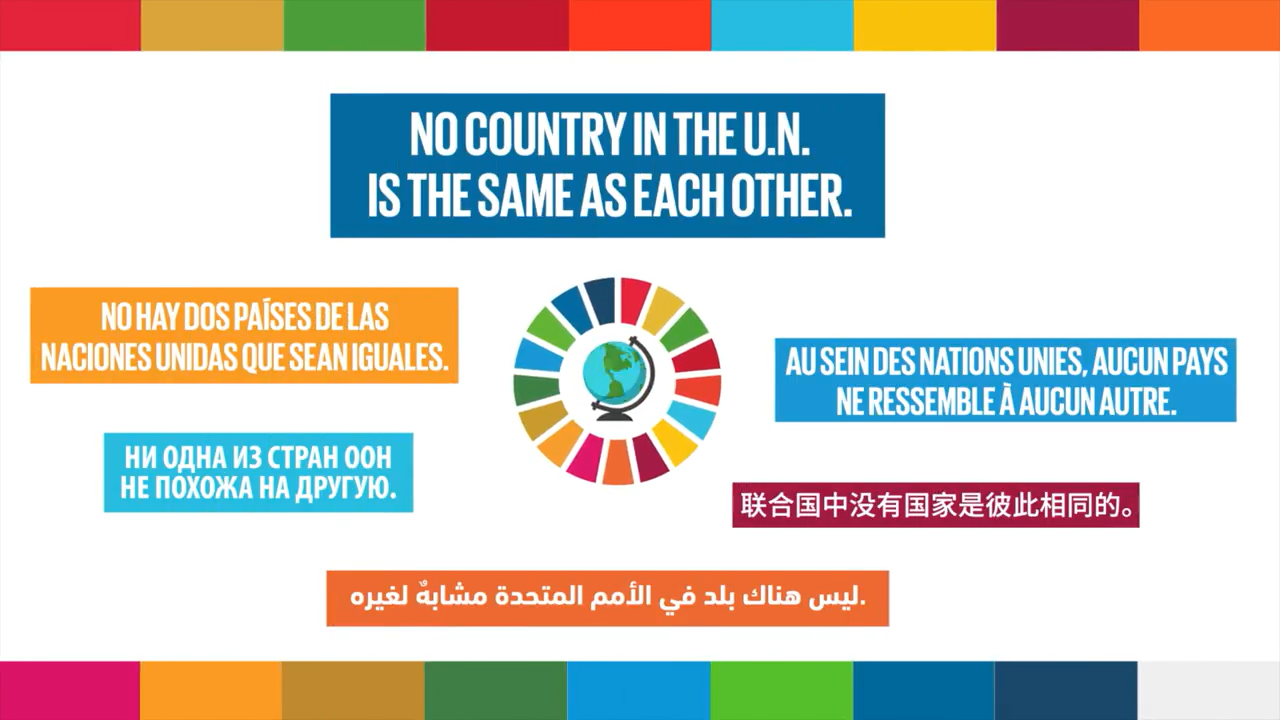 NO COUNTRY IN THE U.N.
IS THE SAME AS EACH OTHER.
NO HAY DOS PAÍSES DE LAS
NACIONES UNIDAS QUE SEAN IGUALES.
AU SEIN DES NATIONS UNIES, AUCUN PAYS
NE RESSEMBLE À AUCUN AUTRE.
НИ ОДНА ИЗ СТРАН ООН
НЕ ПОХОЖА НА ДРУГУЮ.
联合国中没有国家是彼此相同的。
ليس هناك بلد في الأمم المتحدة مشابهٌ لغيره.